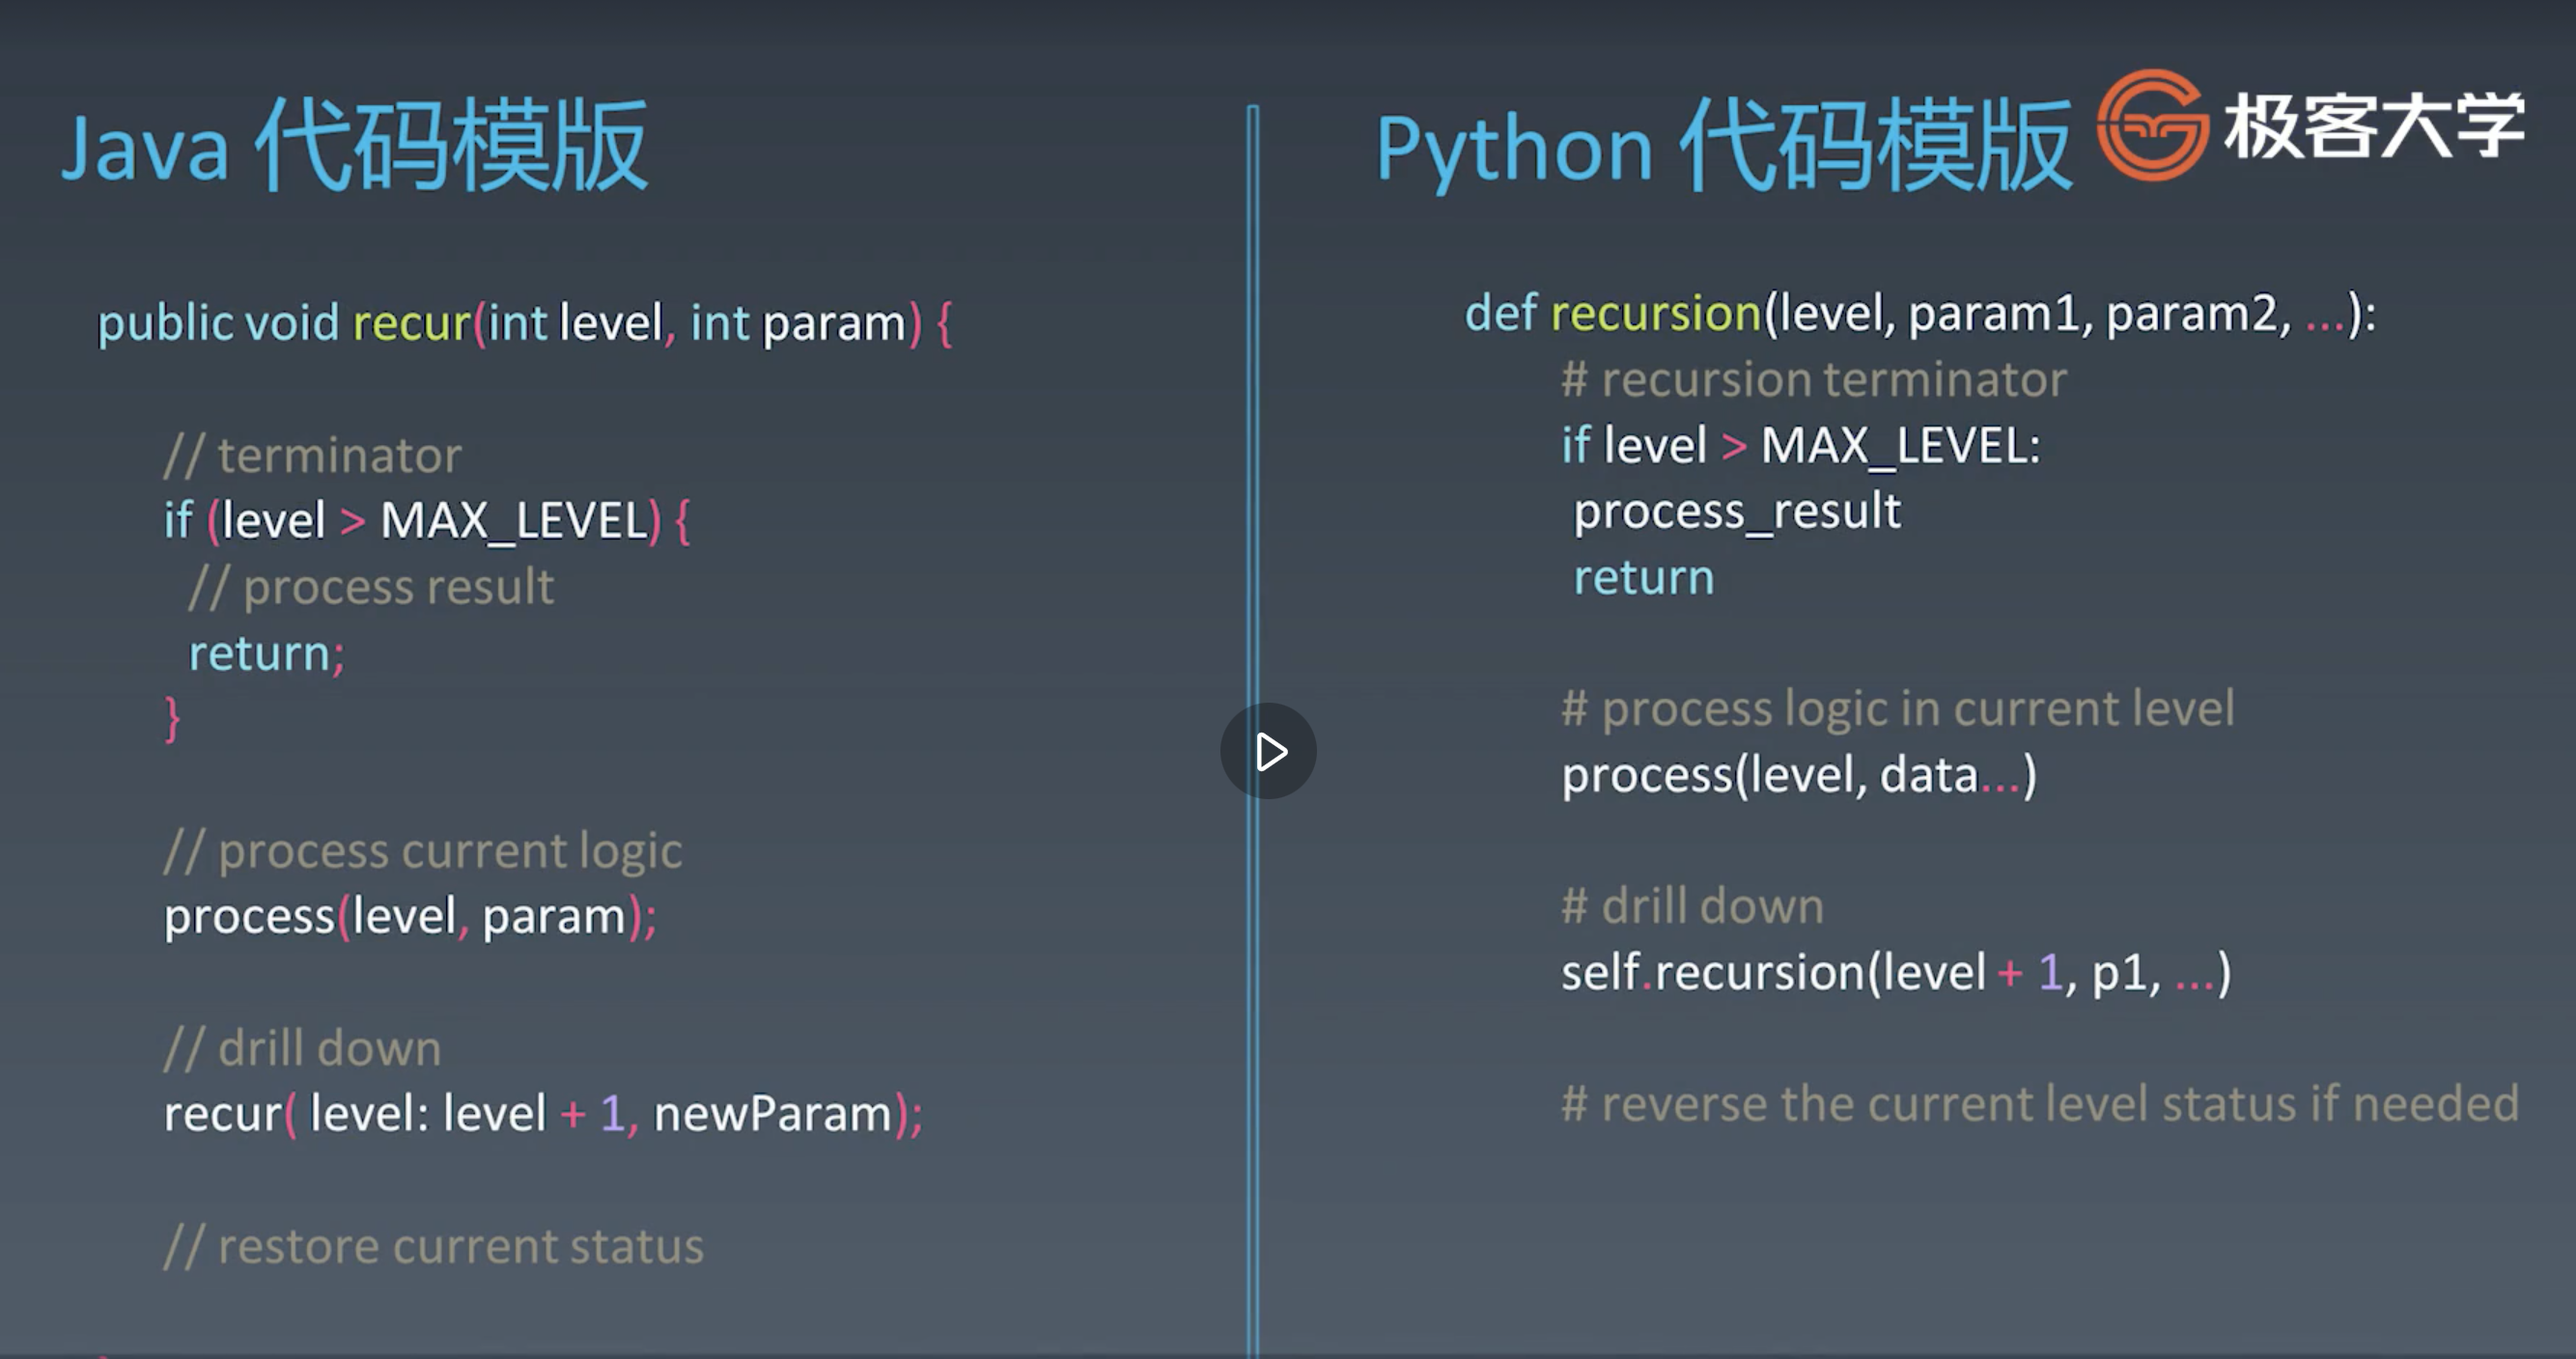 Java 代码模版
public void recur(int level, int param) {
// terminator
if (level > MAX_LEVEL) {
// process result
return;
}
// process current logic
process(level, param);
// drill down
recur( level: level + 1, newParam);
// restore current status
Python 代码模版
极客大学
def recursion(level, param1, param2, ...):
# recursion terminator
if level > MAX_LEVEL:
process_result
return
# process logic in current level
process(level, data...)
# drill down
self.recursion(level + 1, p1, ...)
# reverse the current level status if needed